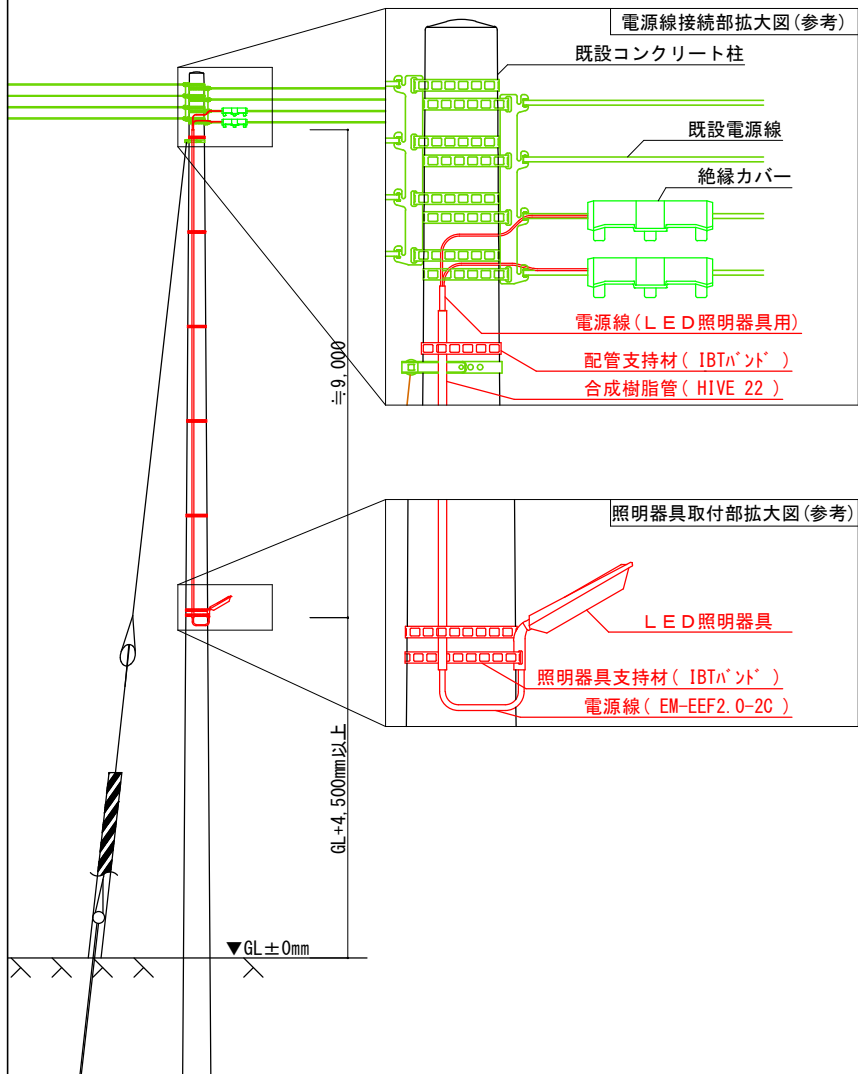 電源線接続部拡大図(参考)
既設コンクリート柱
既設電源線
絶縁カバー
電源線(ＬＥＤ照明器具用)
配管支持材( IBTﾊﾞﾝﾄﾞ )
合成樹脂管( HIVE 22 )
≒9,000
照明器具取付部拡大図(参考)
ＬＥＤ照明器具
照明器具支持材( IBTﾊﾞﾝﾄﾞ )
電源線( EM-EEF2.0-2C )
GL+4,500mm以上
▼GL±0mm